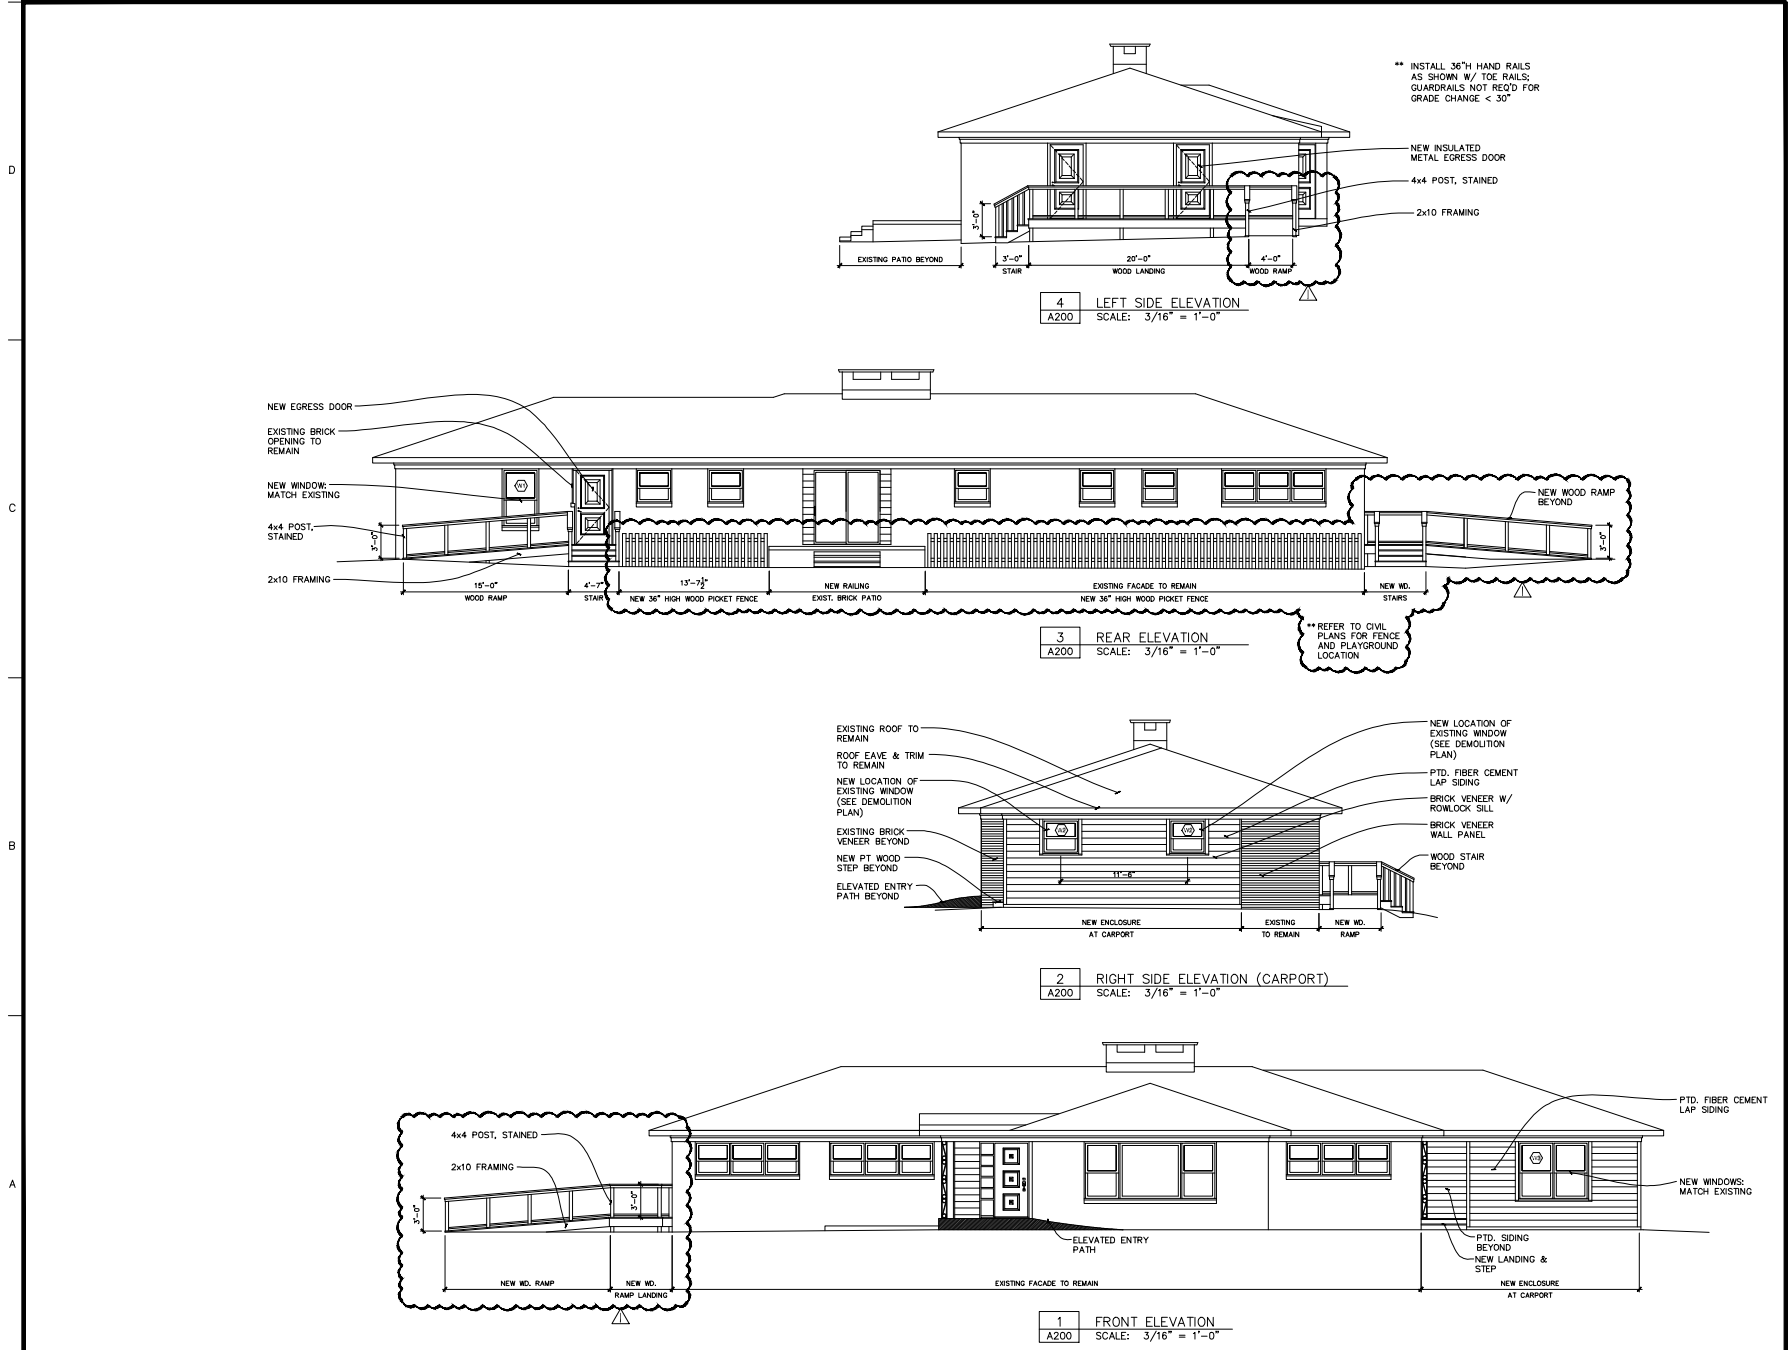 ** INSTALL 36"H HAND RAILS
AS SHOWN W/ TOE RAILS;
GUARDRAILS NOT REQ'D FOR
GRADE CHANGE < 30"
D
NEW INSULATED
METAL EGRESS DOOR
4x4 POST, STAINED
2x10 FRAMING
3'-0"
EXISTING PATIO BEYOND
3'-0"
STAIR
20'-0"
WOOD LANDING
4'-0"
WOOD RAMP
1
4
A200
LEFT SIDE ELEVATION
SCALE: 3/16" = 1'-0"
NEW EGRESS DOOR
EXISTING BRICK
OPENING TO
REMAIN
NEW WINDOW:
MATCH EXISTING
W1
C
4x4 POST,
STAINED
3'-0"
2x10 FRAMING
NEW WOOD RAMP
BEYOND
3'-0"
15'-0"
WOOD RAMP
4'-7"
STAIR
13'-7½"
NEW 36" HIGH WOOD PICKET FENCE
NEW RAILING
EXIST. BRICK PATIO
EXISTING FACADE TO REMAIN
NEW 36" HIGH WOOD PICKET FENCE
NEW WD.
STAIRS
1
** REFER TO CIVIL
PLANS FOR FENCE
AND PLAYGROUND
LOCATION
3
A200
REAR ELEVATION
SCALE: 3/16" = 1'-0"
EXISTING ROOF TO
REMAIN
ROOF EAVE & TRIM
TO REMAIN
NEW LOCATION OF
EXISTING WINDOW
(SEE DEMOLITION
PLAN)
EXISTING BRICK
VENEER BEYOND
NEW PT WOOD
STEP BEYOND
ELEVATED ENTRY
PATH BEYOND
B
W2
W2
11'-6"
NEW LOCATION OF
EXISTING WINDOW
(SEE DEMOLITION
PLAN)
PTD. FIBER CEMENT
LAP SIDING
BRICK VENEER W/
ROWLOCK SILL
BRICK VENEER
WALL PANEL
WOOD STAIR
BEYOND
NEW ENCLOSURE
AT CARPORT
EXISTING
TO REMAIN
NEW WD.
RAMP
2
A200
RIGHT SIDE ELEVATION (CARPORT)
SCALE: 3/16" = 1'-0"
A
4x4 POST, STAINED
2x10 FRAMING
3'-0"
3'-0"
PTD. FIBER CEMENT
LAP SIDING
W3
NEW WINDOWS:
MATCH EXISTING
ELEVATED ENTRY
PATH
PTD. SIDING
BEYOND
NEW LANDING &
STEP
NEW WD. RAMP
NEW WD.
RAMP LANDING
EXISTING FACADE TO REMAIN
NEW ENCLOSURE
AT CARPORT
1
1
A200
FRONT ELEVATION
SCALE: 3/16" = 1'-0"